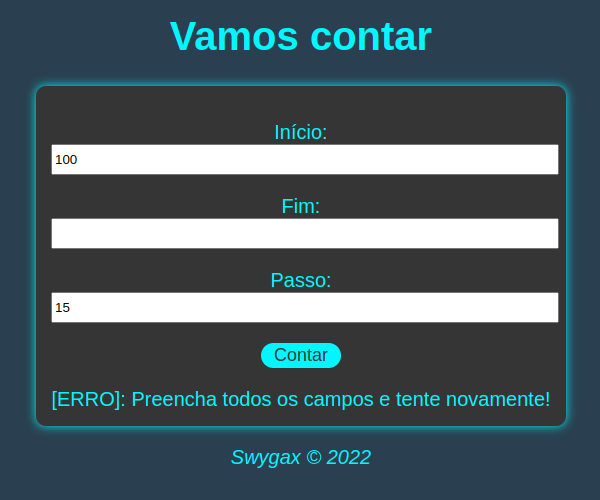 Vamos contar
Início:
100
Fim:
Passo:
15
Contar
[ERRO]: Preencha todos os campos e tente novamente!
Swygax © 2022